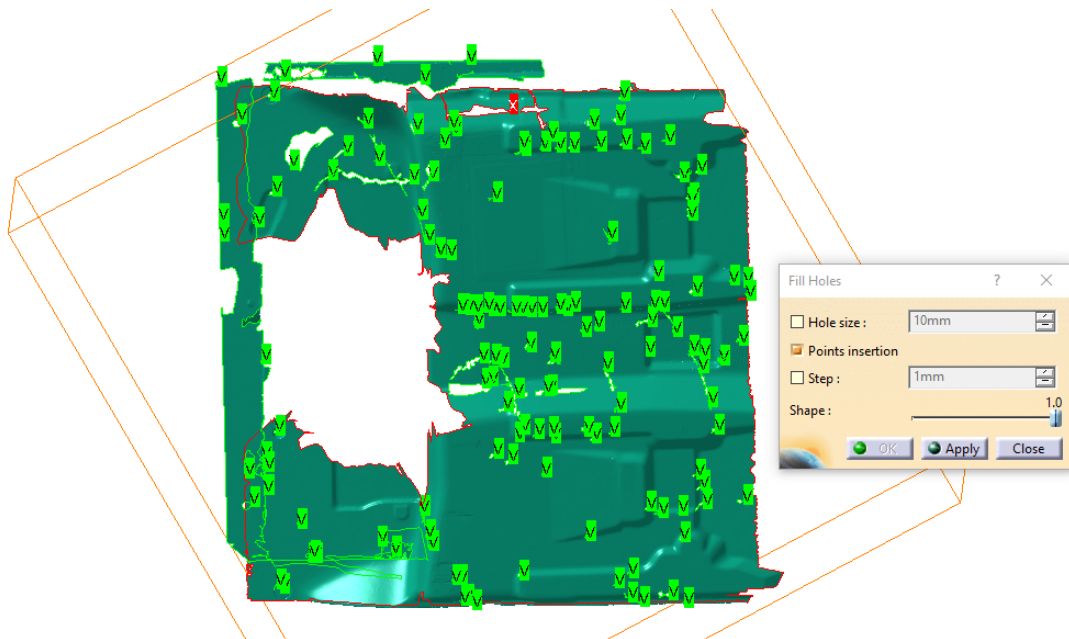 Fill Holes ? ×
Hole size : 10mm
Points insertion
Step : 1mm
Shape : 1.0
OK Apply Close